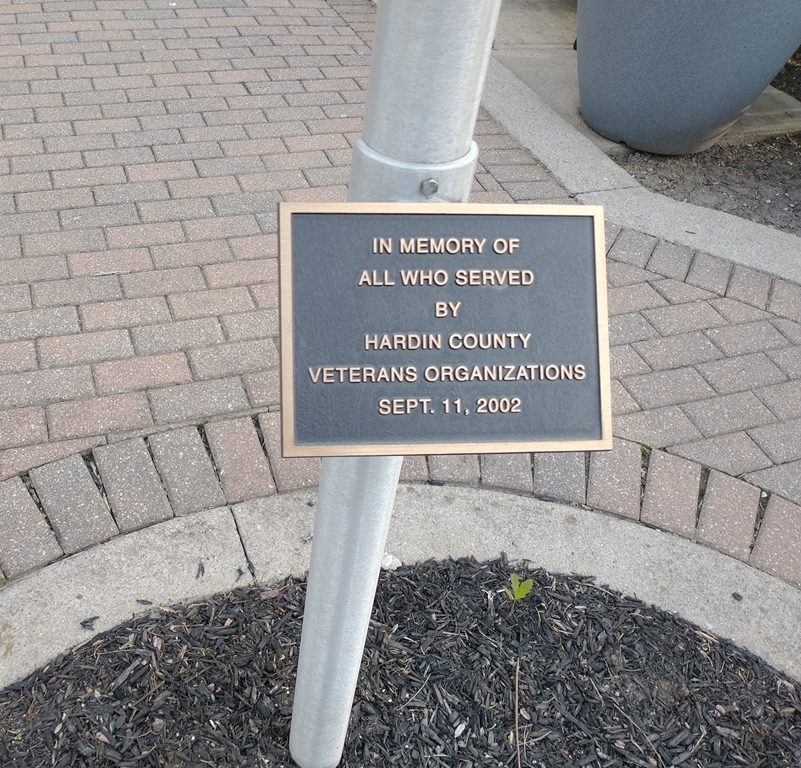 IN MEMORY OF
ALL WHO SERVED
BY
HARDIN COUNTY
VETERANS ORGANIZATIONS
SEPT. 11, 2002